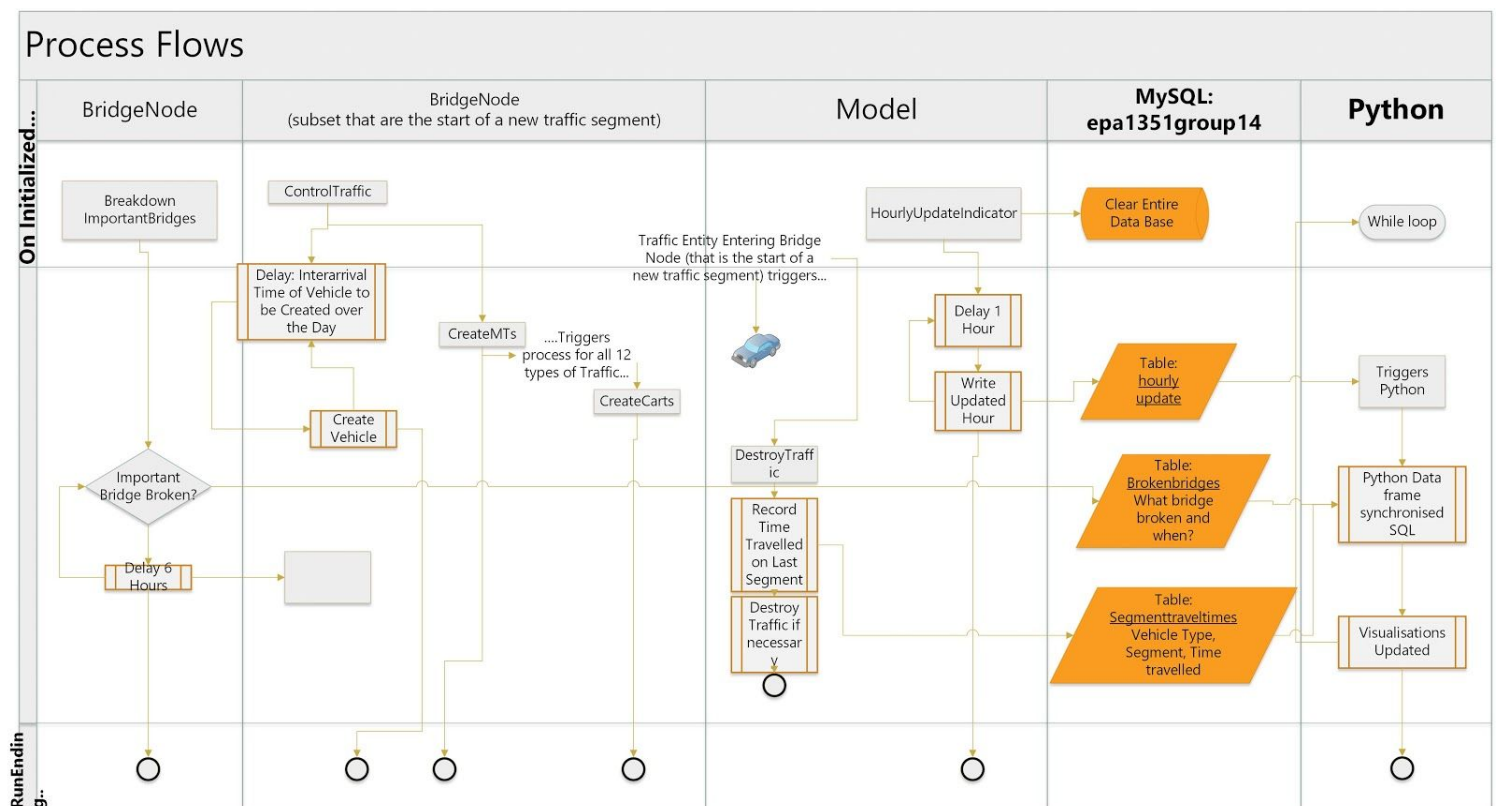 Process Flows
On Initialized...
BridgeNode
BridgeNode
(subset that are the start of a new traffic segment)
Model
MySQL:
epa1351group14
Python
Breakdown
ImportantBridges
ControlTraffic
HourlyUpdateIndicator
Clear Entire
Data Base
While loop
Traffic Entity Entering Bridge
Node (that is the start of a
new traffic segment) triggers...
Delay: Interarrival
Time of Vehicle to
be Created over
the Day
CreateMTs
....Triggers
process for all 12
types of Traffic...
CreateCarts
Create
Vehicle
Delay 1
Hour
Write
Updated
Hour
Table:
hourly
update
Triggers
Python
Important
Bridge Broken?
Delay 6
Hours
DestroyTraff
ic
Record
Time
Travelled
on Last
Segment
Destroy
Traffic if
necessar
y
Table:
Brokenbridges
What bridge
broken and
when?
Python Data
frame
synchronised
SQL
Table:
Segmenttraveltimes
Vehicle Type,
Segment, Time
travelled
Visualisations
Updated
RunEndin
g..